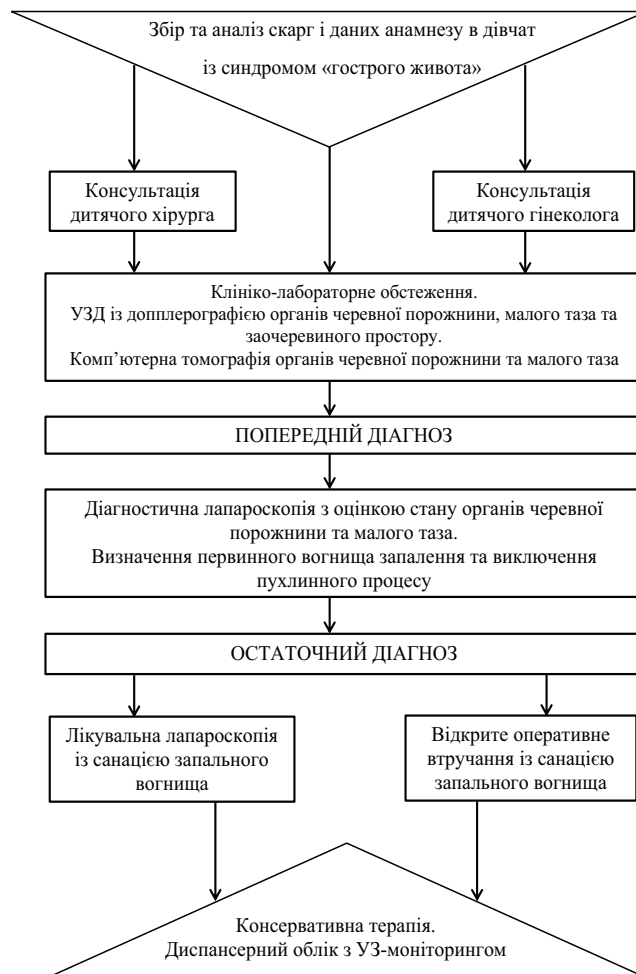 Збір та аналіз скарг і даних анамнезу в дівчат
із синдромом «гострого живота»
Консультація
дитячого хірурга
Консультація
дитячого гінеколога
Клініко-лабораторне обстеження.
УЗД із допплерографією органів черевної порожнини, малого таза та
заочеревиного простору.
Комп’ютерна томографія органів черевної порожнини та малого таза
ПОПЕРЕДНІЙ ДІАГНОЗ
Діагностична лапароскопія з оцінкою стану органів черевної
порожнини та малого таза.
Визначення первинного вогнища запалення та виключення
пухлинного процесу
ОСТАТОЧНИЙ ДІАГНОЗ
Лікувальна лапароскопія
із санацією запального
вогнища
Відкрите оперативне
втручання із санацією
запального вогнища
Консервативна терапія.
Диспансерний облік з УЗ-моніторингом